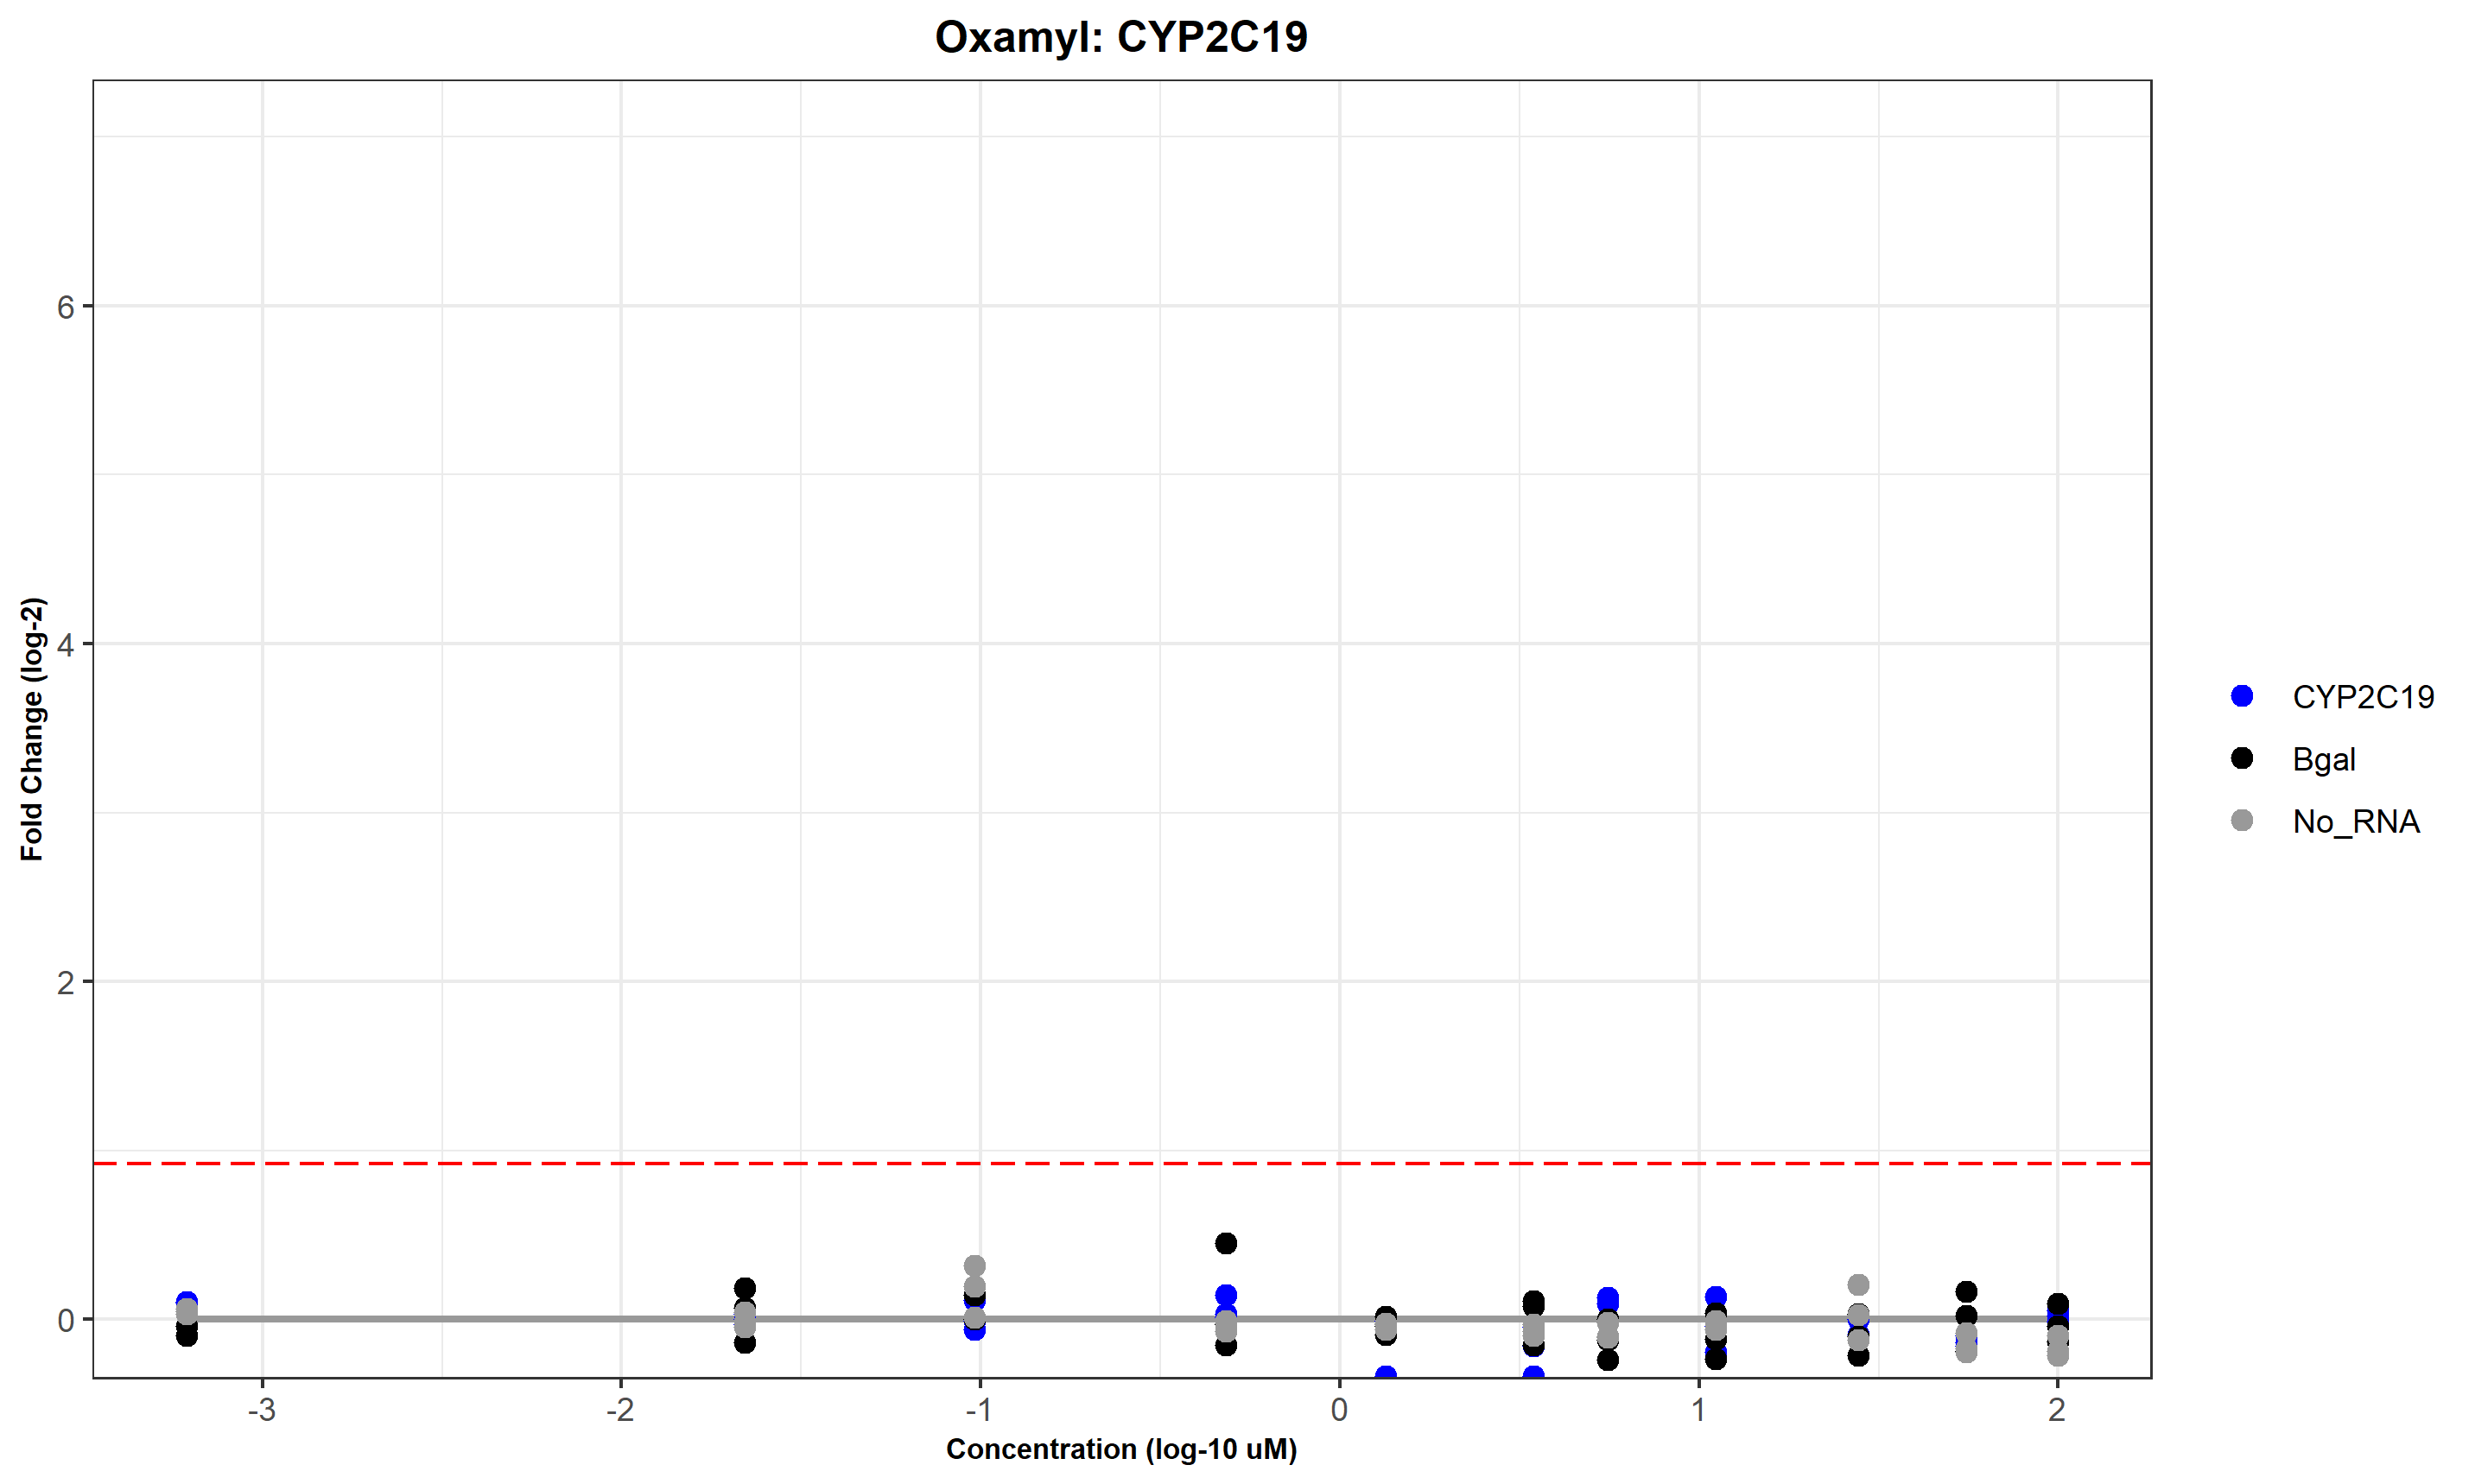 Oxamyl: CYP2C19
Fold Change (log-2)
6
4
2
0
-3
-2
-1
0
1
2
Concentration (log-10 uM)
CYP2C19
Bgal
No_RNA